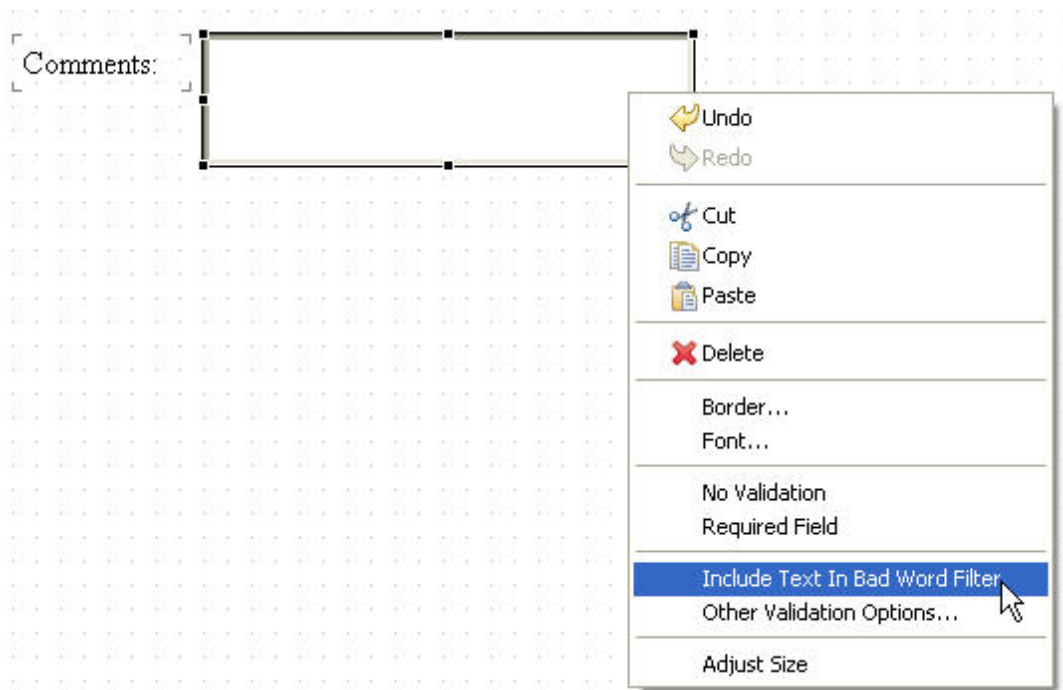 Comments:
Undo
Redo
Cut
Copy
Paste
Delete
Border...
Font...
No Validation
Required Field
Include Text In Bad Word Filter
Other Validation Options...
Adjust Size